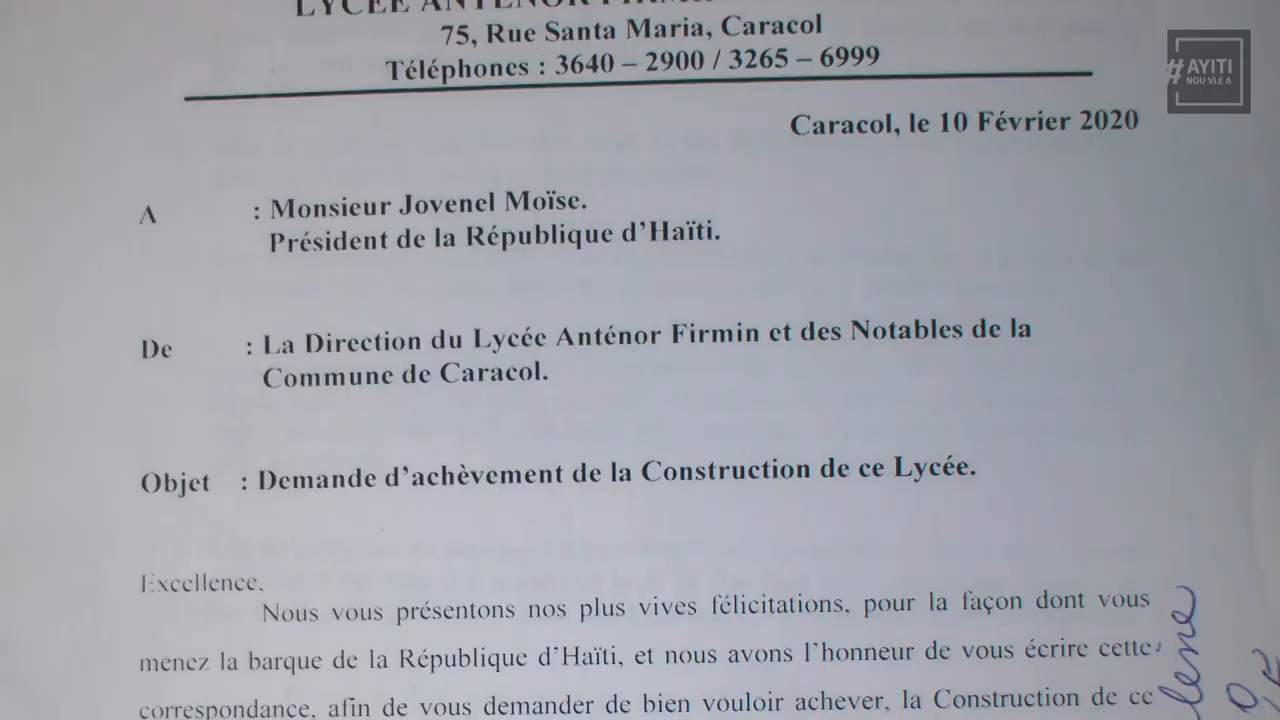 LYCÉE ANTÉNOR
75, Rue Santa Maria, Caracol
Téléphones : 3640 – 2900 / 3265 – 6999
#AYITI
NOU VLE A
Caracol, le 10 Février 2020
A : Monsieur Jovenel Moïse.
Président de la République d’Haïti.
De : La Direction du Lycée Anténor Firmin et des Notables de la
Commune de Caracol.
Objet : Demande d’achèvement de la Construction de ce Lycée.
Excellence,
Nous vous présentons nos plus vives félicitations, pour la façon dont vous
menez la barque de la République d’Haïti, et nous avons l’honneur de vous écrire cette
correspondance, afin de vous demander de bien vouloir achever, la Construction de ce